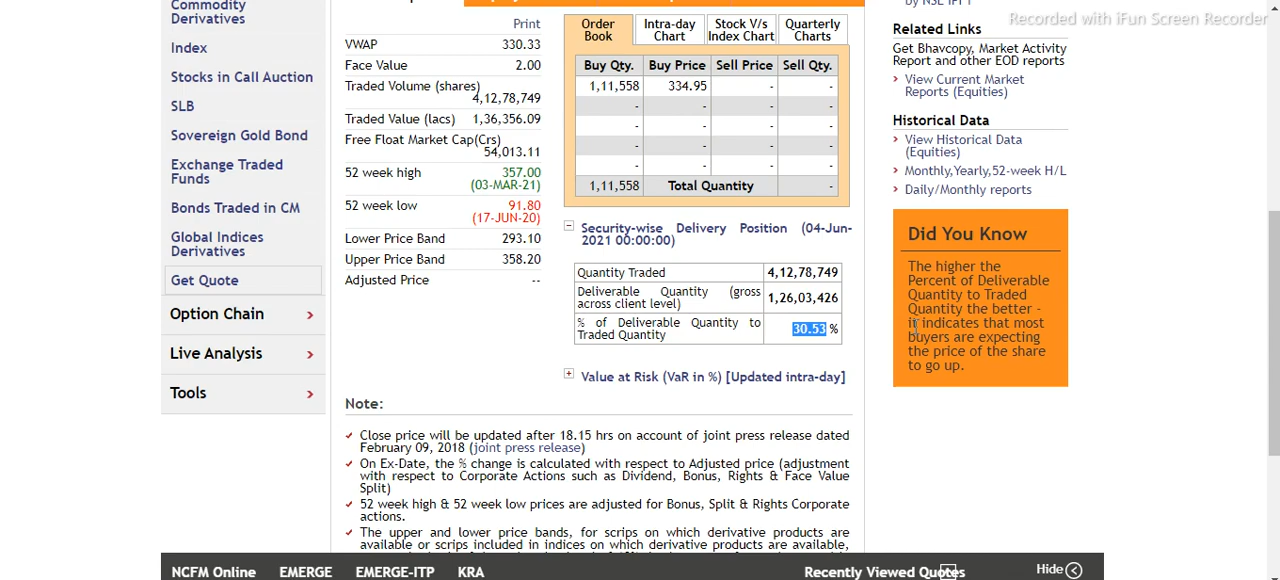 Recorded with iFun Screen Recorder
Commodity
Derivatives
Index
Stocks in Call Auction
SLB
Sovereign Gold Bond
Exchange Traded
Funds
Bonds Traded in CM
Global Indices
Derivatives
Get Quote
Option Chain
Live Analysis
Tools
Print
VWAP 330.33
Face Value 2.00
Traded Volume (shares)
4,12,78,749
Traded Value (lacs) 1,36,356.09
Free Float Market Cap(Crs)
54,013.11
52 week high 357.00
(03-MAR-21)
52 week low 91.80
(17-JUN-20)
Lower Price Band 293.10
Upper Price Band 358.20
Adjusted Price --
Order
Book
Intra-day
Chart
Stock V/s
Index Chart
Quarterly
Charts
Buy Qty. Buy Price Sell Price Sell Qty.
1,11,558 334.95 - -
- - - -
- - - -
- - - -
- - - -
1,11,558 Total Quantity -
Security-wise Delivery Position (04-Jun-
2021 00:00:00)
Quantity Traded 4,12,78,749
Deliverable Quantity (gross
across client level) 1,26,03,426
% of Deliverable Quantity to
Traded Quantity 30.53 %
Value at Risk (VaR in %) [Updated intra-day]
Note:
Close price will be updated after 18.15 hrs on account of joint press release dated
February 09, 2018 (joint press release)
On Ex-Date, the % change is calculated with respect to Adjusted price (adjustment
with respect to Corporate Actions such as Dividend, Bonus, Rights & Face Value
Split)
52 week high & 52 week low prices are adjusted for Bonus, Split & Rights Corporate
actions.
The upper and lower price bands, for scrips on which derivative products are
available or scrips included in indices on which derivative products are available,
Related Links
Get Bhavcopy, Market Activity
Report and other EOD reports
View Current Market
Reports (Equities)
Historical Data
View Historical Data
(Equities)
Monthly,Yearly,52-week H/L
Daily/Monthly reports
Did You Know
The higher the
Percent of Deliverable
Quantity to Traded
Quantity the better -
it indicates that most
buyers are expecting
the price of the share
to go up.
NCFM Online EMERGE EMERGE-ITP KRA Recently Viewed Quotes Hide